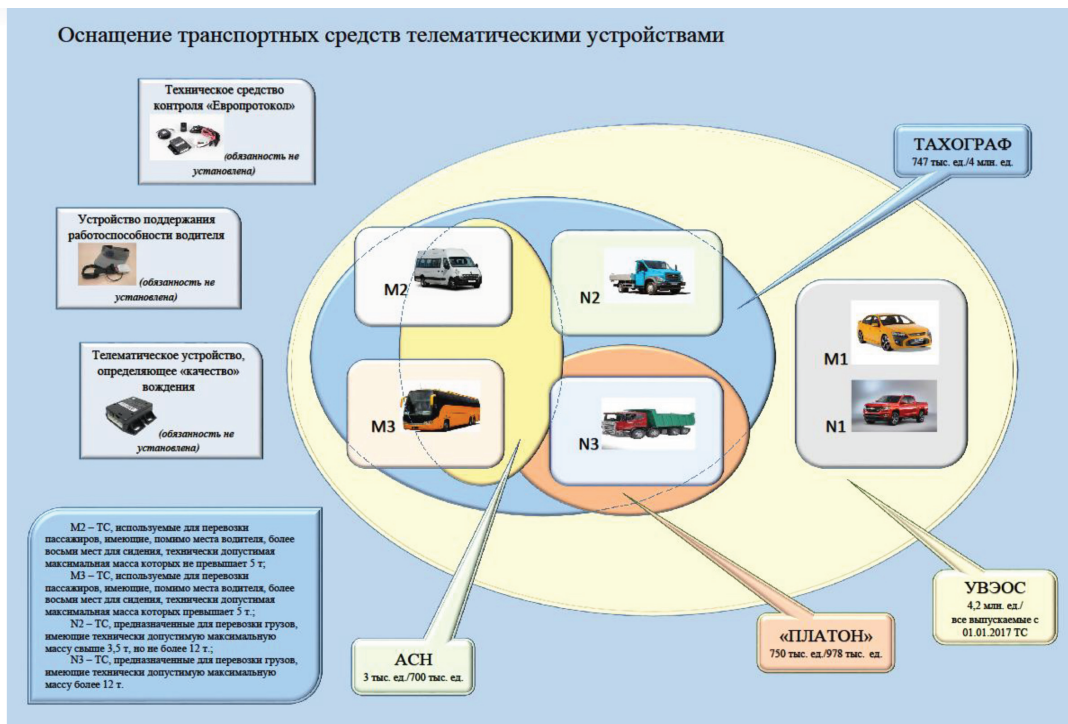 Оснащение транспортных средств телематическими устройствами
Техническое средство
контроля «Европротокол»
(обязанность не
установлена)
Устройство поддержания
работоспособности водителя
(обязанность не
установлена)
Телематическое устройство,
определяющее «качество»
вождения
(обязанность не
установлена)
ТАХОГРАФ
747 тыс. ед./4 млн. ед.
M2
N2
M3
N3
M1
N1
M2 – ТС, используемые для перевозки
пассажиров, имеющие, помимо места водителя, более
восьми мест для сидения, технически допустимая
максимальная масса которых не превышает 5 т;
M3 – ТС, используемые для перевозки
пассажиров, имеющие, помимо места водителя, более
восьми мест для сидения, технически допустимая
максимальная масса которых превышает 5 т.;
N2 – ТС, предназначенные для перевозки грузов,
имеющие технически допустимую максимальную
массу свыше 3,5 т, но не более 12 т.;
N3 – ТС, предназначенные для перевозки грузов,
имеющие технически допустимую максимальную
массу более 12 т.
АСН
3 тыс. ед./700 тыс. ед.
«ПЛАТОН»
750 тыс. ед./978 тыс. ед.
УВЭОС
4,2 млн. ед./
все выпускаемые с
01.01.2017 ТС